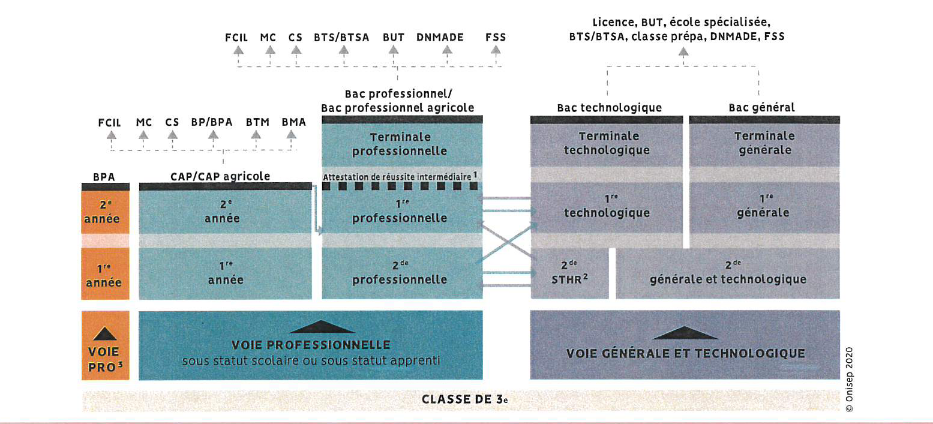 Licence, BUT, école spécialisée,
BTS/BTSA, classe prépa, DNMADE, FSS
FCIL MC CS BTS/BTSA BUT DNMADE FSS
Bac professionnel/
Bac professionnel agricole
Bac technologique
Bac général
FCIL MC CS BP/BPA BTM BMA
Terminale
professionnelle
Terminale
technologique
Terminale
générale
BPA
CAP/CAP agricole
Attestation de réussite intermédiaire 1
2e
année
2e
année
1re
professionnelle
1re
technologique
1re
générale
1re
année
1re
année
2de
professionnelle
2de
STHR2
2de
générale et technologique
VOIE
PRO3
VOIE PROFESSIONNELLE
sous statut scolaire ou sous statut apprenti
VOIE GÉNÉRALE ET TECHNOLOGIQUE
CLASSE DE 3e
© Onisep 2020